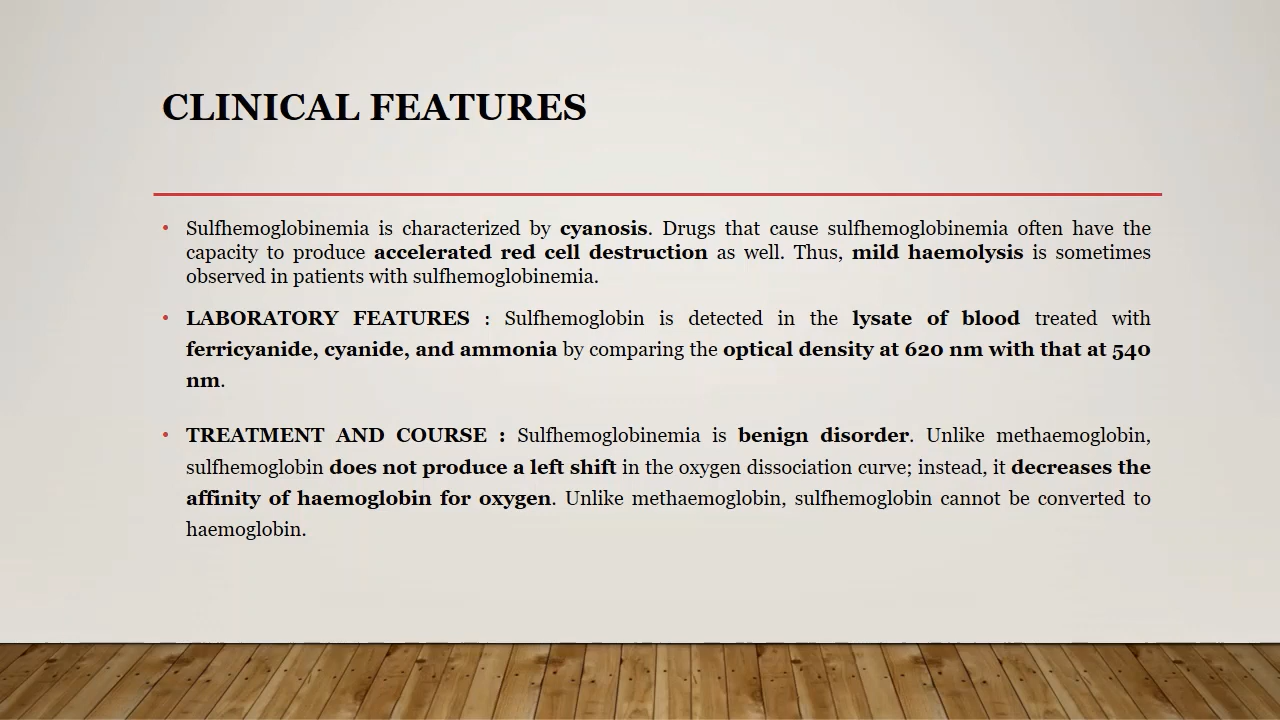 CLINICAL FEATURES
• Sulfhemoglobinemia is characterized by cyanosis. Drugs that cause sulfhemoglobinemia often have the
capacity to produce accelerated red cell destruction as well. Thus, mild haemolysis is sometimes
observed in patients with sulfhemoglobinemia.
• LABORATORY FEATURES : Sulfhemoglobin is detected in the lysate of blood treated with
ferricyanide, cyanide, and ammonia by comparing the optical density at 620 nm with that at 540
nm.
• TREATMENT AND COURSE : Sulfhemoglobinemia is benign disorder. Unlike methaemoglobin,
sulfhemoglobin does not produce a left shift in the oxygen dissociation curve; instead, it decreases the
affinity of haemoglobin for oxygen. Unlike methaemoglobin, sulfhemoglobin cannot be converted to
haemoglobin.